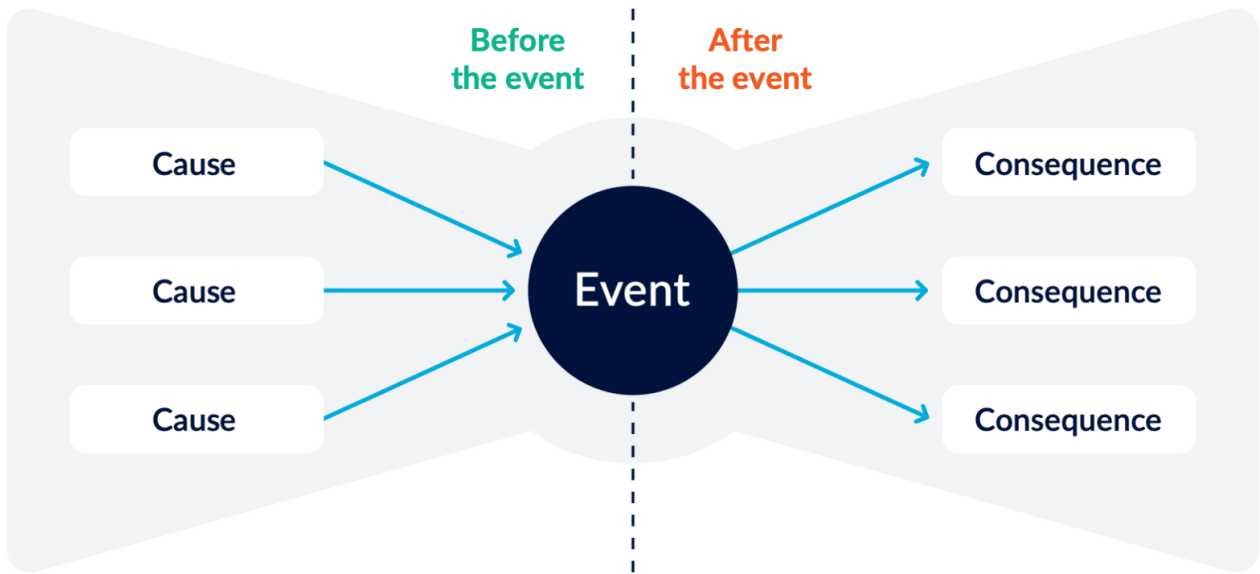 Before
the event
After
the event
Cause
Cause
Cause
Event
Consequence
Consequence
Consequence